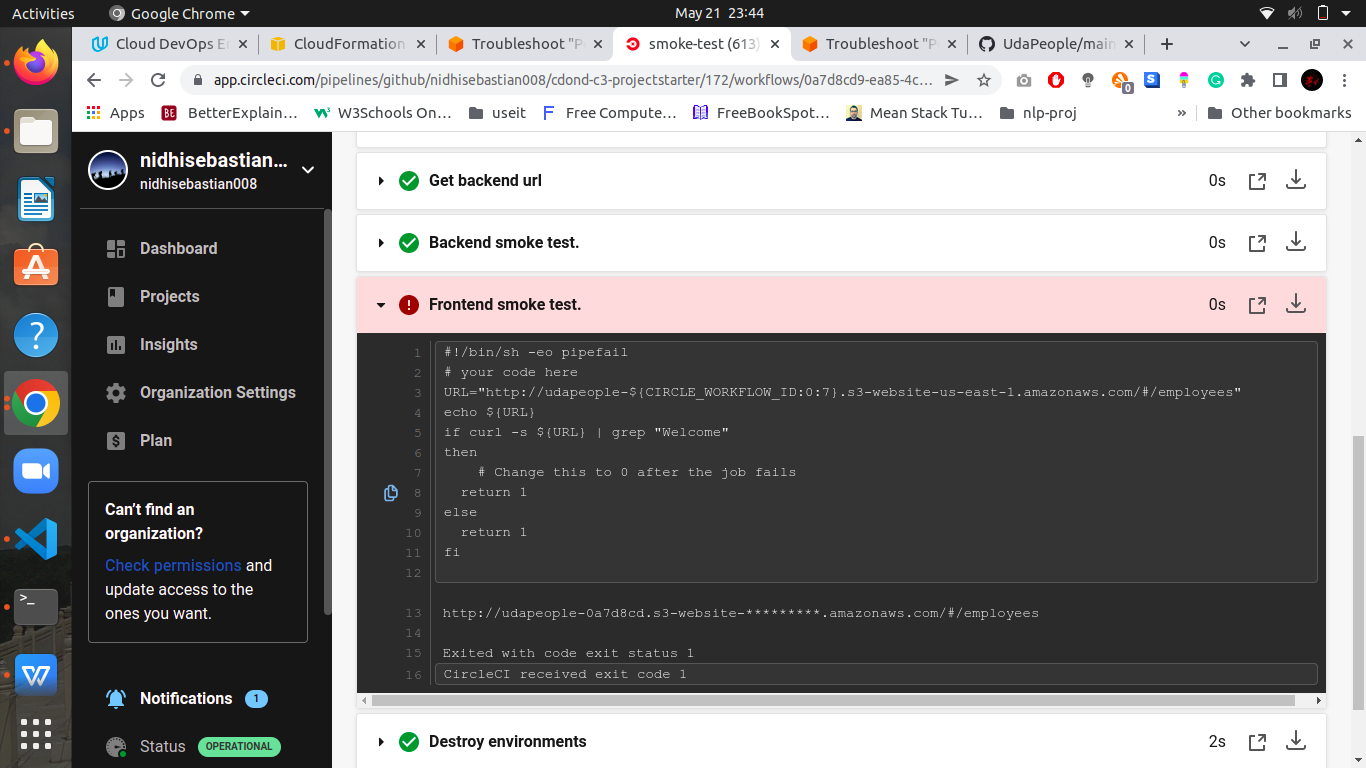 Activities
Google Chrome
May 21 23:44
Cloud DevOps E
CloudFormation
Troubleshoot "P
smoke-test (613)
Troubleshoot "P
UdaPeople/main
app.circleci.com/pipelines/github/nidhisebastian008/cdond-c3-projectstarter/172/workflows/0a7d8cd9-ea85-4c...
0
Apps
BE
BetterExplain...
W3Schools On...
useit
Free Compute...
FreeBookSpot...
Mean Stack Tu...
nlp-proj
»
Other bookmarks
nidhisebastian...
nidhisebastian008
Dashboard
Projects
Insights
Organization Settings
Plan
Can't find an
organization?
Check permissions and
update access to the
ones you want.
Notifications 1
Status OPERATIONAL
Get backend url 0s
Backend smoke test. 0s
Frontend smoke test. 0s
1 #!/bin/sh -eo pipefail
2 # your code here
3 URL="http://udapeople-${CIRCLE_WORKFLOW_ID:0:7}.s3-website-us-east-1.amazonaws.com/#/employees"
4 echo ${URL}
5 if curl -s ${URL} | grep "Welcome"
6 then
7 # Change this to 0 after the job fails
8 return 1
9 else
10 return 1
11 fi
12
13 http://udapeople-0a7d8cd.s3-website-*********.amazonaws.com/#/employees
14
15 Exited with code exit status 1
16 CircleCI received exit code 1
Destroy environments 2s